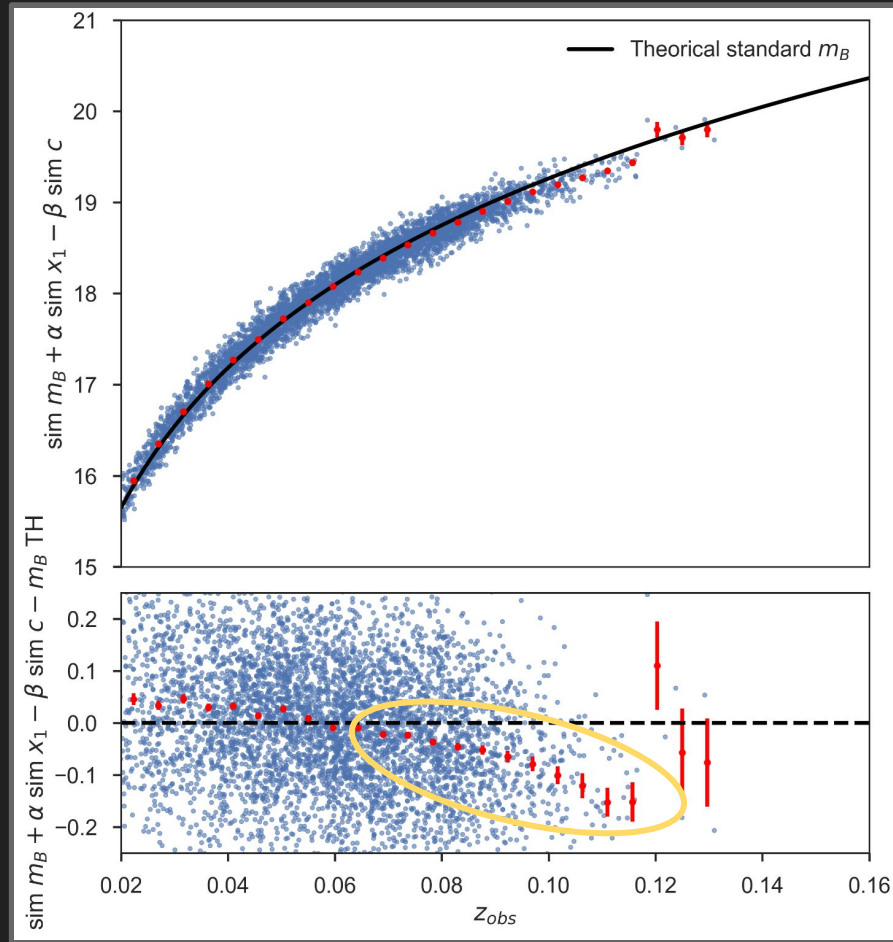 21
20
19
18
17
16
15
sim m_B + α sim x_1 − β sim c
Theorical standard m_B
0.2
0.1
0.0
−0.1
−0.2
sim m_B + α sim x_1 − β sim c − m_B TH
0.02 0.04 0.06 0.08 0.10 0.12 0.14 0.16
z_obs